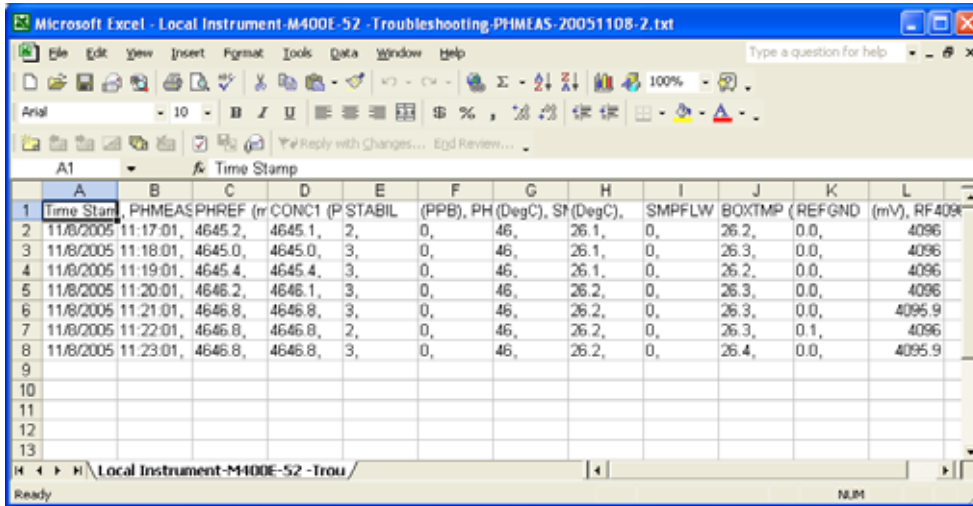 Microsoft Excel - Local Instrument-M400E-52 -Troubleshooting-PHMEAS-20051108-2.txt
File Edit View Insert Format Tools Data Window Help Type a question for help
100%
Arial 10 B I U $ % ,
Reply with Changes... End Review...
A1 fx Time Stamp
A B C D E F G H I J K L
1 Time Stam , PHMEAS PHREF (m CONC1 (P STABIL (PPB), PH (DegC), SM (DegC), SMPFLW BOXTMP ( REFGND (mV), RF4096
2 11/8/2005 11:17:01, 4645.2, 4645.1, 2, 0, 46, 26.1, 0, 26.2, 0.0, 4096
3 11/8/2005 11:18:01, 4645.0, 4645.0, 3, 0, 46, 26.1, 0, 26.3, 0.0, 4096
4 11/8/2005 11:19:01, 4645.4, 4645.4, 3, 0, 46, 26.1, 0, 26.2, 0.0, 4096
5 11/8/2005 11:20:01, 4646.2, 4646.1, 3, 0, 46, 26.2, 0, 26.3, 0.0, 4096
6 11/8/2005 11:21:01, 4646.8, 4646.8, 3, 0, 46, 26.2, 0, 26.3, 0.0, 4095.9
7 11/8/2005 11:22:01, 4646.8, 4646.8, 2, 0, 46, 26.2, 0, 26.3, 0.1, 4096
8 11/8/2005 11:23:01, 4646.8, 4646.8, 3, 0, 46, 26.2, 0, 26.4, 0.0, 4095.9
9
10
11
12
13
Local Instrument-M400E-52 -Trou
Ready NUM